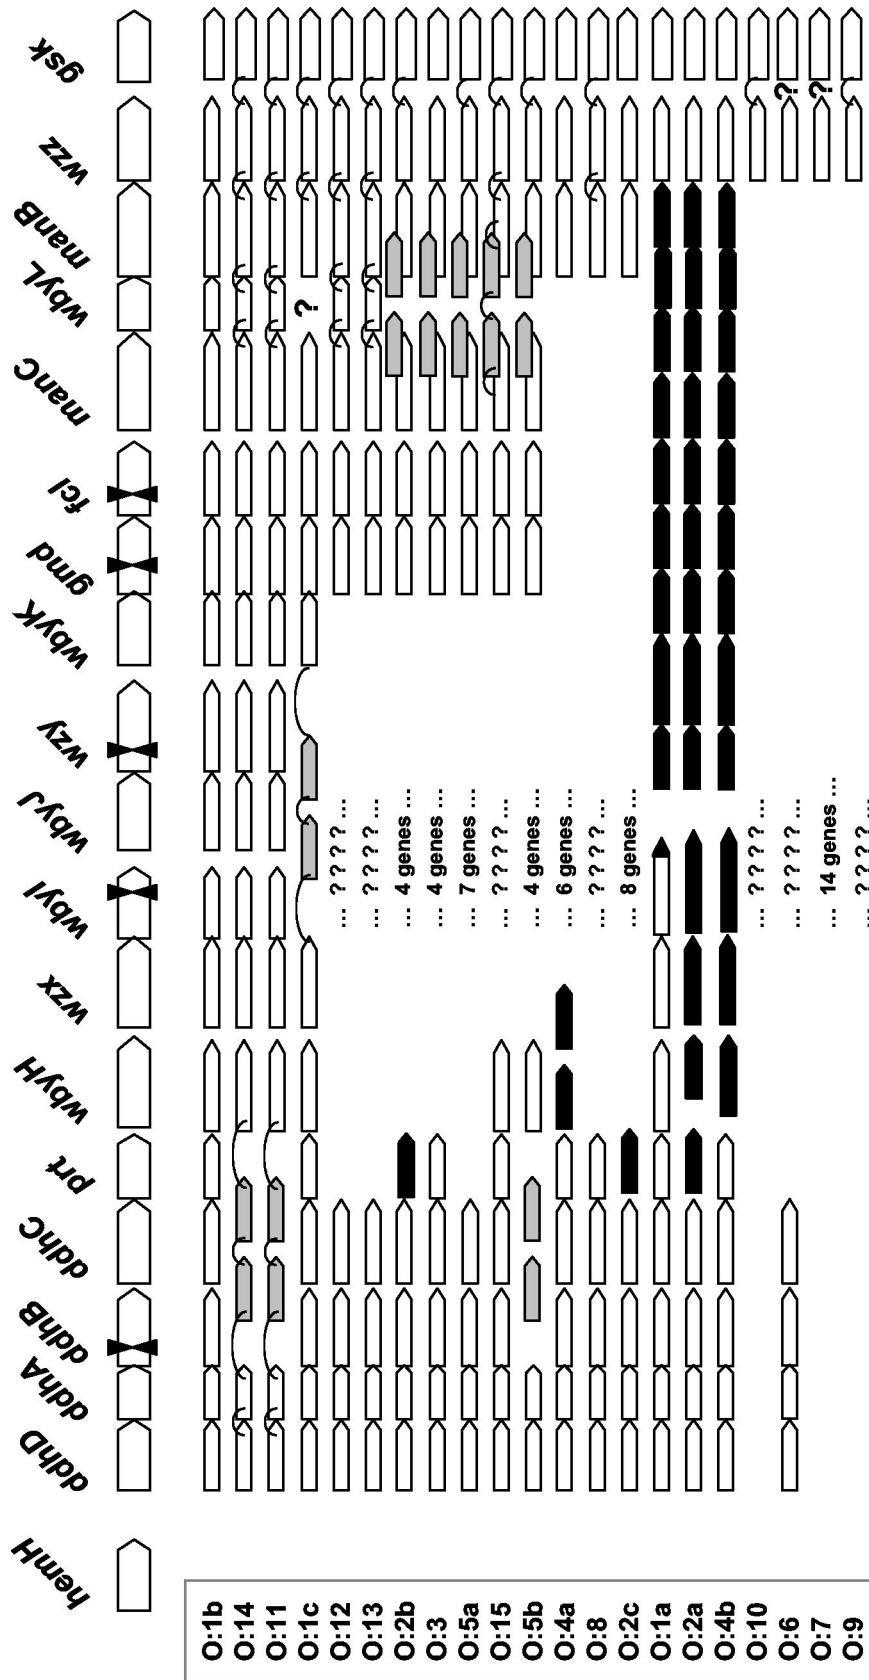 hemH
ddhD
ddhA
ddhB
ddhC
prt
wbyH
wzx
wbyI
wbyJ
wzy
wbyK
gmd
fcl
manC
wbyL
manB
wzz
gsk
O:1b
O:14
O:11
O:1c ?
O:12 ... ? ? ? ? ...
O:13 ... ? ? ? ? ...
O:2b ... 4 genes ...
O:3 ... 4 genes ...
O:5a ... 7 genes ...
O:15 ... ? ? ? ? ...
O:5b ... 4 genes ...
O:4a ... 6 genes ...
O:8 ... ? ? ? ? ...
O:2c ... 8 genes ...
O:1a
O:2a
O:4b
O:10 ... ? ? ? ? ...
O:6 ... ? ? ? ? ... ?
O:7 ... 14 genes ... ?
O:9 ... ? ? ? ? ...